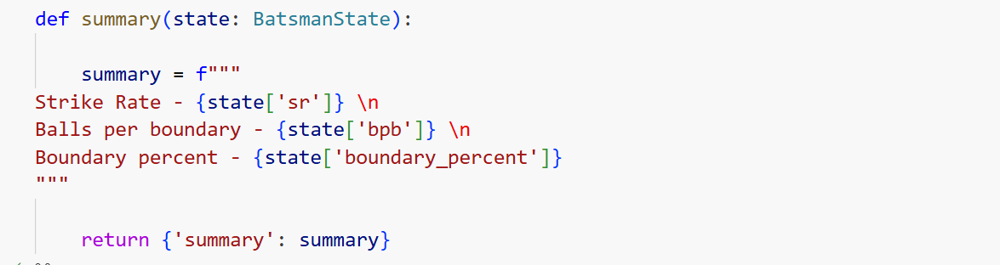 def summary(state: BatsmanState):
    summary = f"""
Strike Rate - {state['sr']} \n
Balls per boundary - {state['bpb']} \n
Boundary percent - {state['boundary_percent']}
"""
    return {'summary': summary}